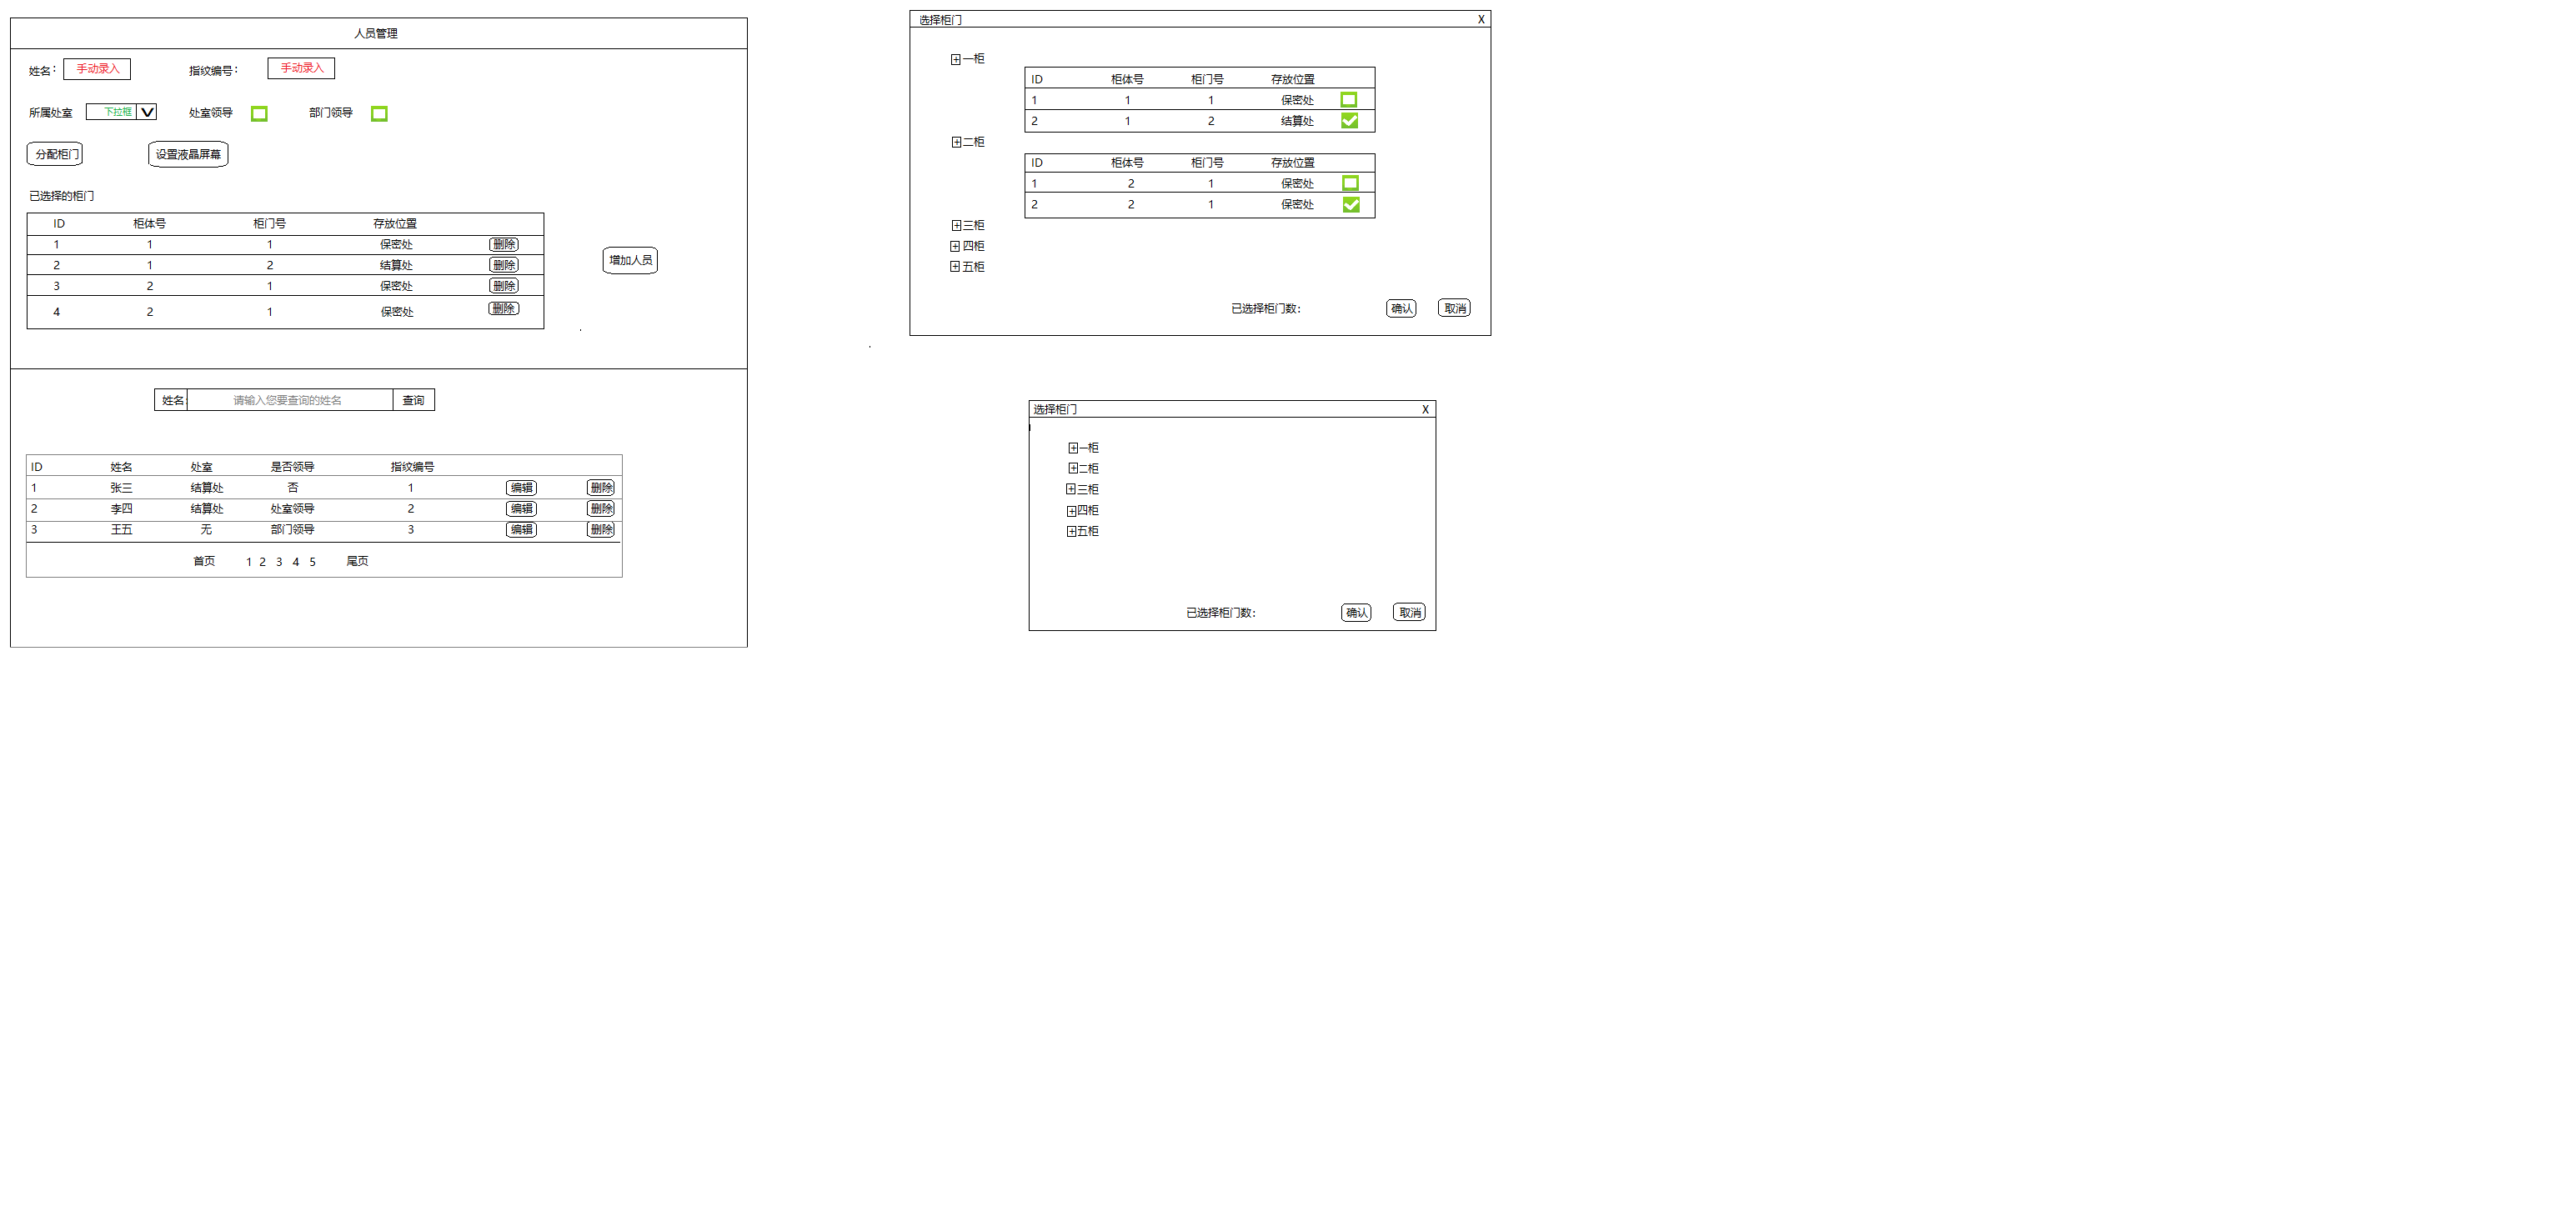 人员管理
姓名： 手动录入 指纹编号： 手动录入
所属处室 下拉框 V 处室领导 部门领导
分配柜门 设置液晶屏幕
已选择的柜门
ID 柜体号 柜门号 存放位置
1 1 1 保密处 删除
2 1 2 结算处 删除
3 2 1 保密处 删除
4 2 1 保密处 删除
增加人员
姓名: 请输入您要查询的姓名 查询
ID 姓名 处室 是否领导 指纹编号
1 张三 结算处 否 1 编辑 删除
2 李四 结算处 处室领导 2 编辑 删除
3 王五 无 部门领导 3 编辑 删除
首页 1 2 3 4 5 尾页
选择柜门 X
一柜
ID 柜体号 柜门号 存放位置
1 1 1 保密处
2 1 2 结算处
二柜
ID 柜体号 柜门号 存放位置
1 2 1 保密处
2 2 1 保密处
三柜
四柜
五柜
已选择柜门数： 确认 取消
选择柜门 X
一柜
二柜
三柜
四柜
五柜
已选择柜门数： 确认 取消